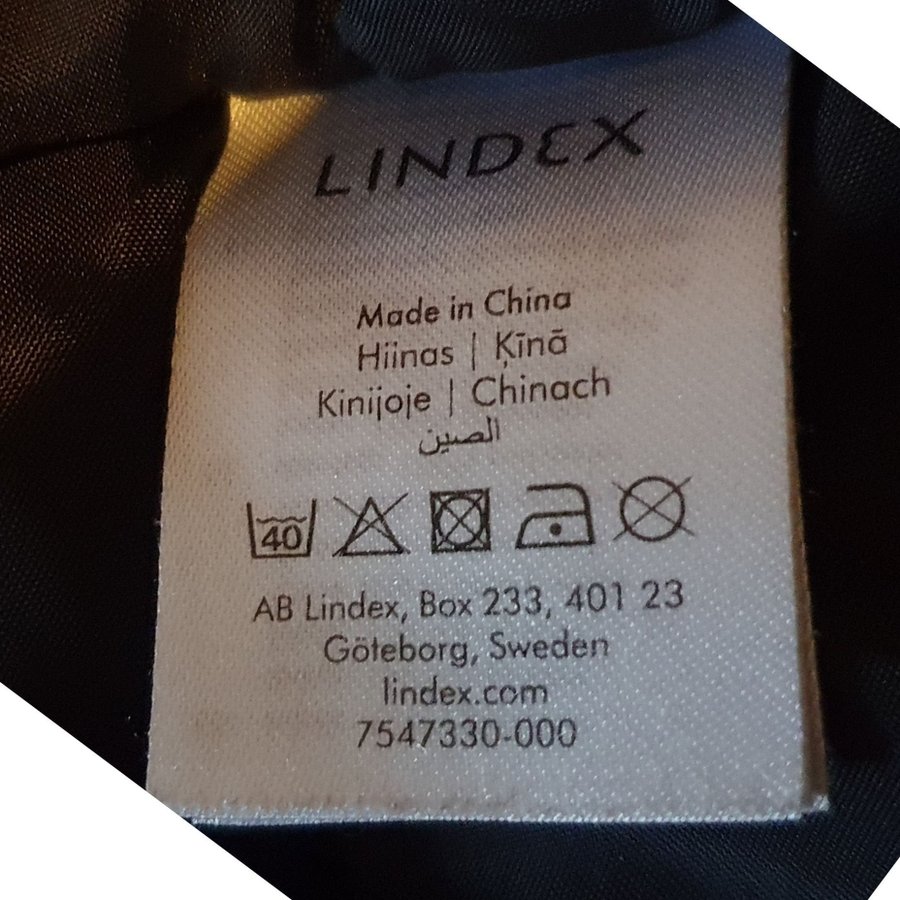 LINDEX
Made in China
Hiinas | Ķīnā
Kinijoje | Chinach
الصين
40
AB Lindex, Box 233, 401 23
Göteborg, Sweden
lindex.com
7547330-000